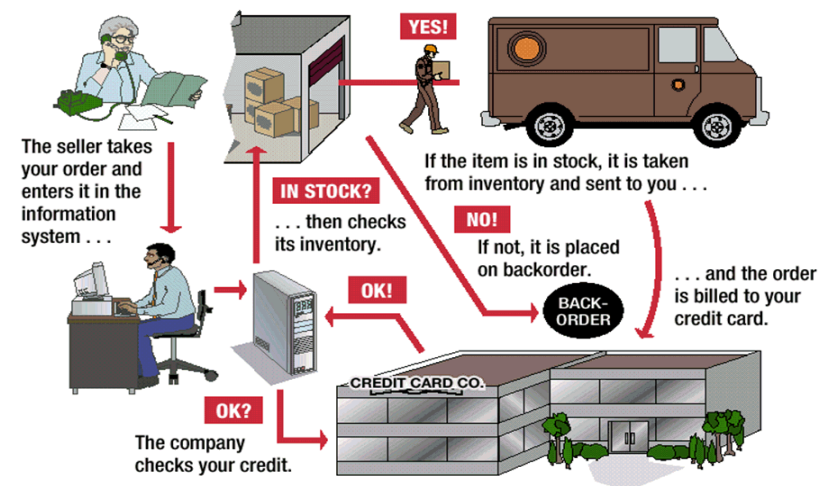 The seller takes
your order and
enters it in the
information
system . . .
OK?
The company
checks your credit.
CREDIT CARD CO.
OK!
IN STOCK?
. . . then checks
its inventory.
YES!
If the item is in stock, it is taken
from inventory and sent to you . . .
NO!
If not, it is placed
on backorder.
BACK-
ORDER
. . . and the order
is billed to your
credit card.